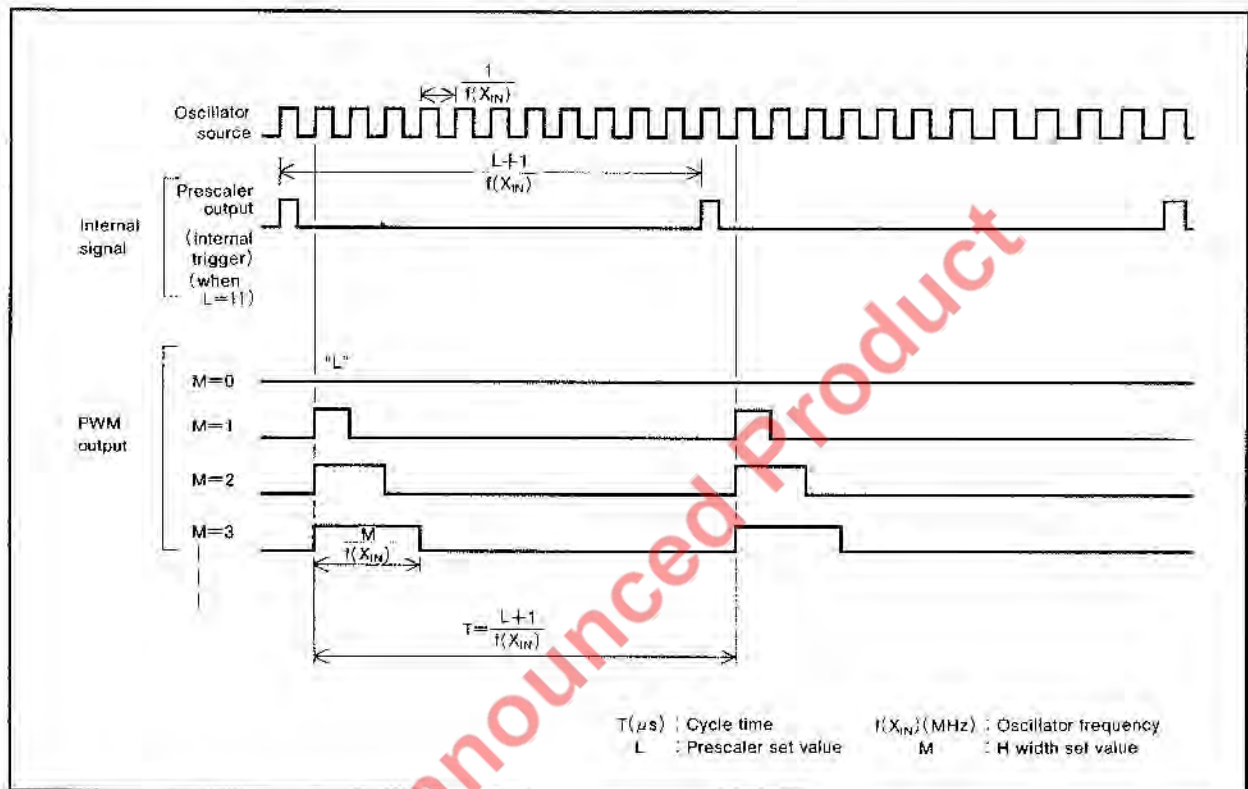 1
f(XIN)
Oscillator
source
L+1
f(XIN)
Prescaler
output
Internal
signal
(internal
trigger)
(when
L=11)
"L"
M=0
PWM
output
M=1
M=2
M=3
M
f(XIN)
T=L+1
f(XIN)
T(μs) : Cycle time
f(XIN)(MHz) : Oscillator frequency
L : Prescaler set value
M : H width set value
nnounced Product